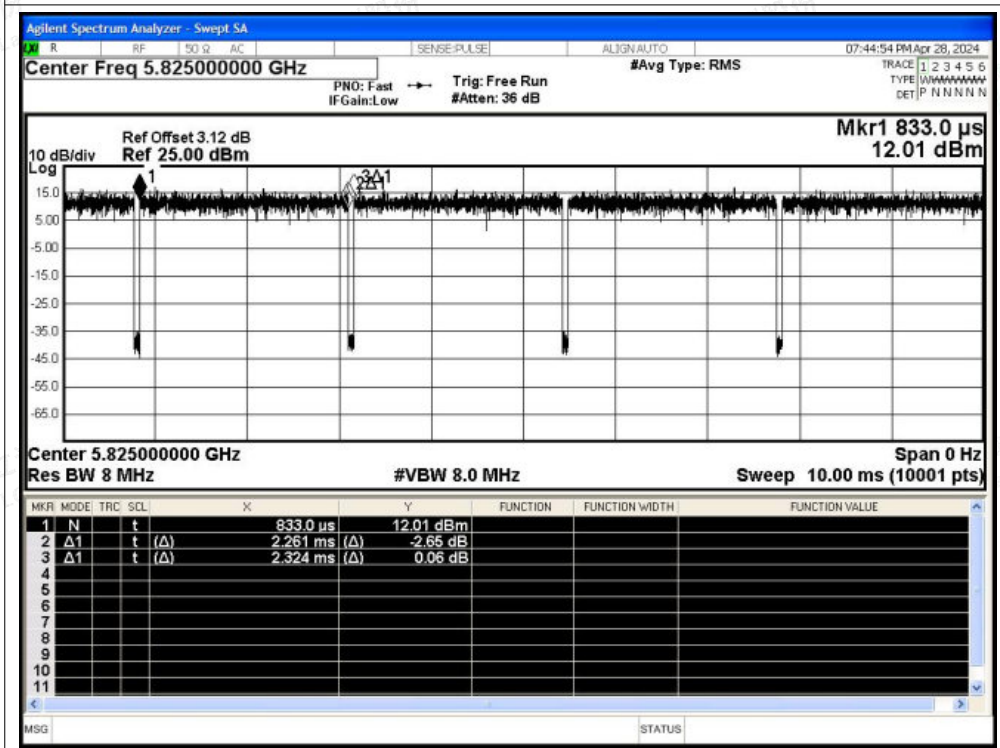 Agilent Spectrum Analyzer - Swept SA
LXI R RF 50 Ω AC SENSE:PULSE ALIGN AUTO 07:44:54 PM Apr 28, 2024
Center Freq 5.825000000 GHz
PNO: Fast
IFGain:Low
Trig: Free Run
#Atten: 36 dB
#Avg Type: RMS
TRACE 1 2 3 4 5 6
TYPE WWWWWW
DET P N N N N N
Mkr1 833.0 µs
12.01 dBm
Ref Offset 3.12 dB
10 dB/div Ref 25.00 dBm
Log
1
3Δ1
2Δ1
15.0
5.00
-5.00
-15.0
-25.0
-35.0
-45.0
-55.0
-65.0
Center 5.825000000 GHz Span 0 Hz
Res BW 8 MHz #VBW 8.0 MHz Sweep 10.00 ms (10001 pts)
MKR MODE TRC SCL X Y FUNCTION FUNCTION WIDTH FUNCTION VALUE
1 N t 833.0 µs 12.01 dBm
2 Δ1 t (Δ) 2.261 ms (Δ) -2.65 dB
3 Δ1 t (Δ) 2.324 ms (Δ) 0.06 dB
4
5
6
7
8
9
10
11
MSG STATUS